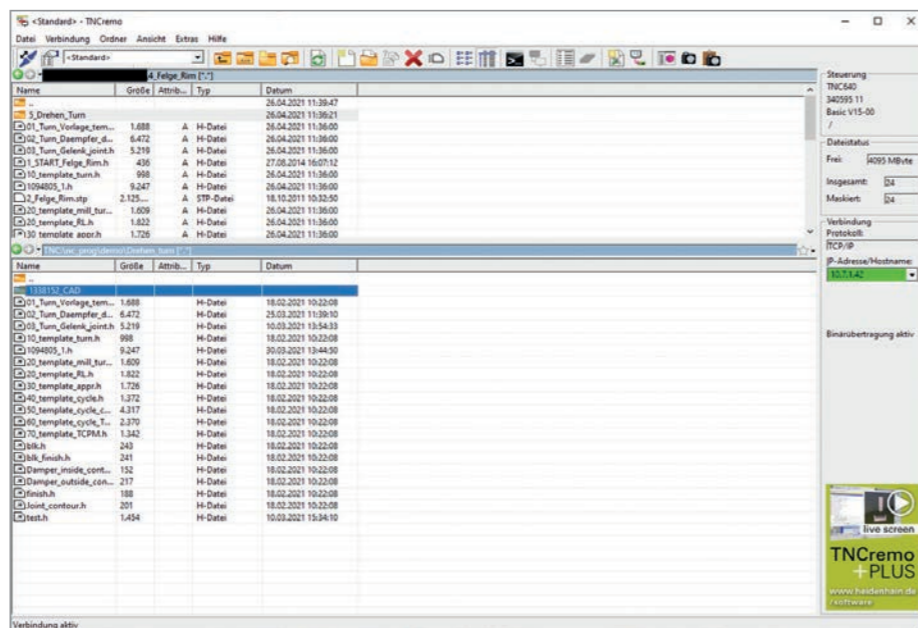 <Standard> - TNCremo
Datei Verbindung Ordner Ansicht Extras Hilfe
<Standard>
4_Felge_Rim ["."]
Name Größe Attrib... Typ Datum
.. 26.04.2021 11:39:47
5_Drehen_Turn 26.04.2021 11:36:21
01_Turn_Vorlage_tem... 1.688 A H-Datei 26.04.2021 11:36:00
02_Turn_Daempfer_d... 6.472 A H-Datei 26.04.2021 11:36:00
03_Turn_Gelenk_joint.h 5.219 A H-Datei 26.04.2021 11:36:00
1_START_Felge_Rim.h 436 A H-Datei 27.08.2014 16:07:12
10_template_turn.h 998 A H-Datei 26.04.2021 11:36:00
1094805_1.h 9.247 A H-Datei 26.04.2021 11:36:00
2_Felge_Rim.stp 2.125.... A STP-Datei 18.10.2011 10:32:50
20_template_mill_tur... 1.609 A H-Datei 26.04.2021 11:36:00
20_template_RL.h 1.822 A H-Datei 26.04.2021 11:36:00
30_template_appr.h 1.726 A H-Datei 26.04.2021 11:36:00
TNC:\nc_prog\demo\Drehen_turn ["."]
Name Größe Attrib... Typ Datum
..
1338152_CAD
01_Turn_Vorlage_tem... 1.688 H-Datei 18.02.2021 10:22:08
02_Turn_Daempfer_d... 6.472 H-Datei 25.03.2021 11:39:10
03_Turn_Gelenk_joint.h 5.219 H-Datei 10.03.2021 13:54:33
10_template_turn.h 998 H-Datei 18.02.2021 10:22:08
1094805_1.h 9.247 H-Datei 30.03.2021 13:44:50
20_template_mill_tur... 1.609 H-Datei 18.02.2021 10:22:08
20_template_RL.h 1.822 H-Datei 18.02.2021 10:22:08
30_template_appr.h 1.726 H-Datei 18.02.2021 10:22:08
40_template_cycle.h 1.372 H-Datei 18.02.2021 10:22:08
50_template_cycle_c... 4.317 H-Datei 18.02.2021 10:22:08
60_template_cycle_T... 2.370 H-Datei 18.02.2021 10:22:08
70_template_TCPM.h 1.342 H-Datei 18.02.2021 10:22:08
blk.h 243 H-Datei 18.02.2021 10:22:08
blk_finish.h 241 H-Datei 18.02.2021 10:22:08
Damper_inside_cont... 152 H-Datei 18.02.2021 10:22:08
Damper_outside_con... 217 H-Datei 18.02.2021 10:22:08
finish.h 188 H-Datei 18.02.2021 10:22:08
Joint_contour.h 201 H-Datei 18.02.2021 10:22:08
test.h 1.454 H-Datei 10.03.2021 15:34:10
Steuerung
TNC640
340595 11
Basic V15-00
/
Dateistatus
Frei: 4095 MByte
Insgesamt: 24
Maskiert: 24
Verbindung
Protokoll:
TCP/IP
IP-Adresse/Hostname:
10.7.1.42
Binärübertragung aktiv
live screen
TNCremo
+PLUS
www.heidenhain.de
/software
Verbindung aktiv